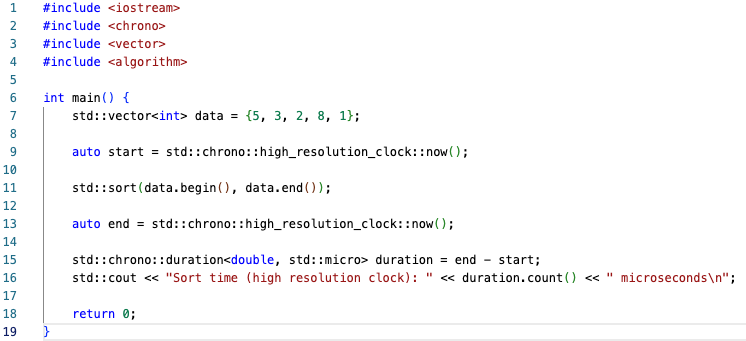 1 #include <iostream>
2 #include <chrono>
3 #include <vector>
4 #include <algorithm>
5
6 int main() {
7     std::vector<int> data = {5, 3, 2, 8, 1};
8
9     auto start = std::chrono::high_resolution_clock::now();
10
11     std::sort(data.begin(), data.end());
12
13     auto end = std::chrono::high_resolution_clock::now();
14
15     std::chrono::duration<double, std::micro> duration = end - start;
16     std::cout << "Sort time (high resolution clock): " << duration.count() << " microseconds\n";
17
18     return 0;
19 }